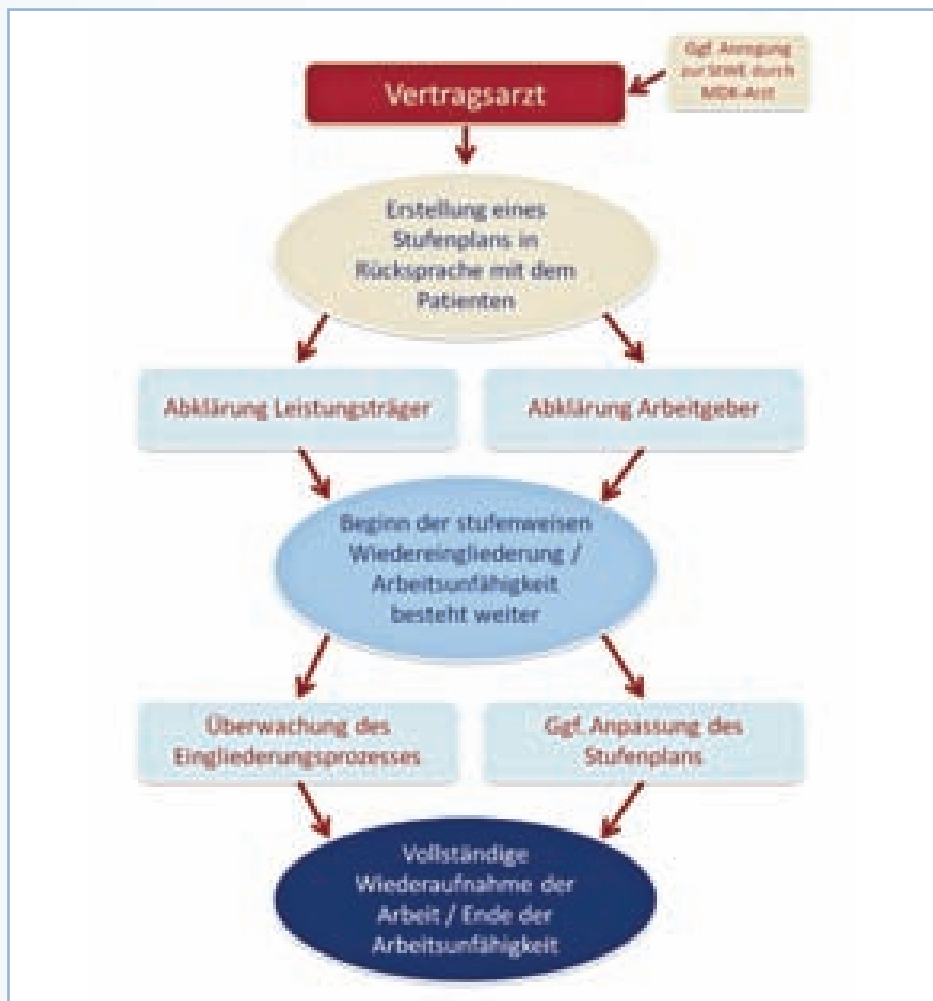 Ggf. Anregung
zur StWE durch
MDK-Arzt
Vertragsarzt
Erstellung eines
Stufenplans in
Rücksprache mit dem
Patienten
Abklärung Leistungsträger
Abklärung Arbeitgeber
Beginn der stufenweisen
Wiedereingliederung /
Arbeitsunfähigkeit
besteht weiter
Überwachung des
Eingliederungsprozesses
Ggf. Anpassung des
Stufenplans
Vollständige
Wiederaufnahme der
Arbeit / Ende der
Arbeitsunfähigkeit